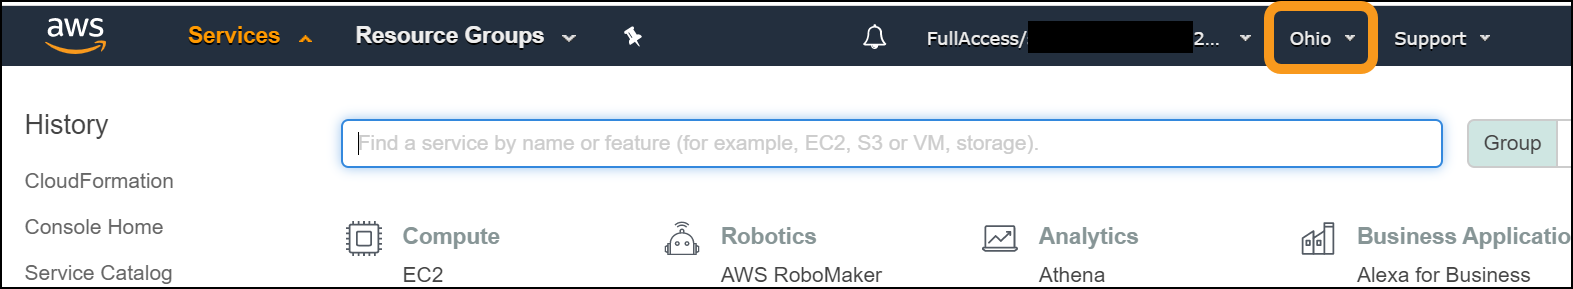 aws
Services
Resource Groups
FullAccess/
2...
Ohio
Support
History
Find a service by name or feature (for example, EC2, S3 or VM, storage).
Group
CloudFormation
Console Home
Service Catalog
Compute
EC2
Robotics
AWS RoboMaker
Analytics
Athena
Business Applicatio
Alexa for Business